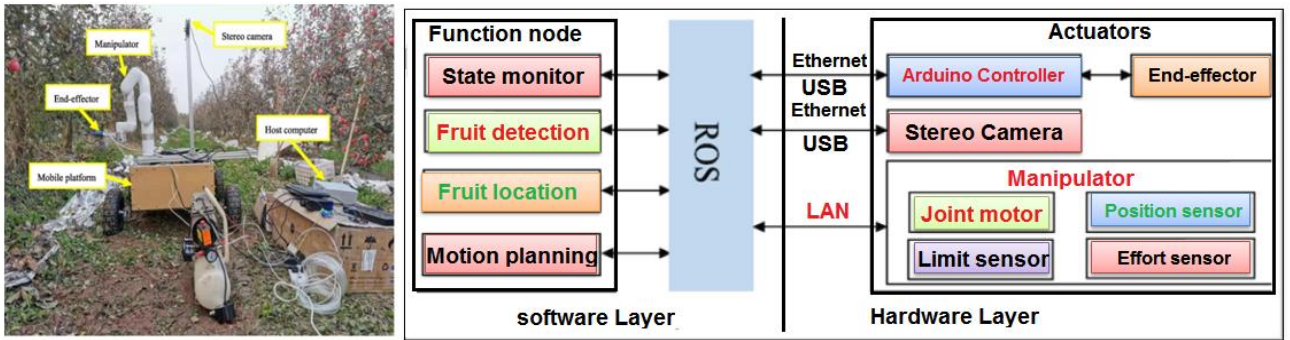 Stereo camera
Manipulator
End-effector
Host computer
Mobile platform
Function node
State monitor
Fruit detection
Fruit location
Motion planning
ROS
software Layer
Ethernet
USB
Ethernet
USB
LAN
Actuators
Arduino Controller
End-effector
Stereo Camera
Manipulator
Joint motor
Position sensor
Limit sensor
Effort sensor
Hardware Layer